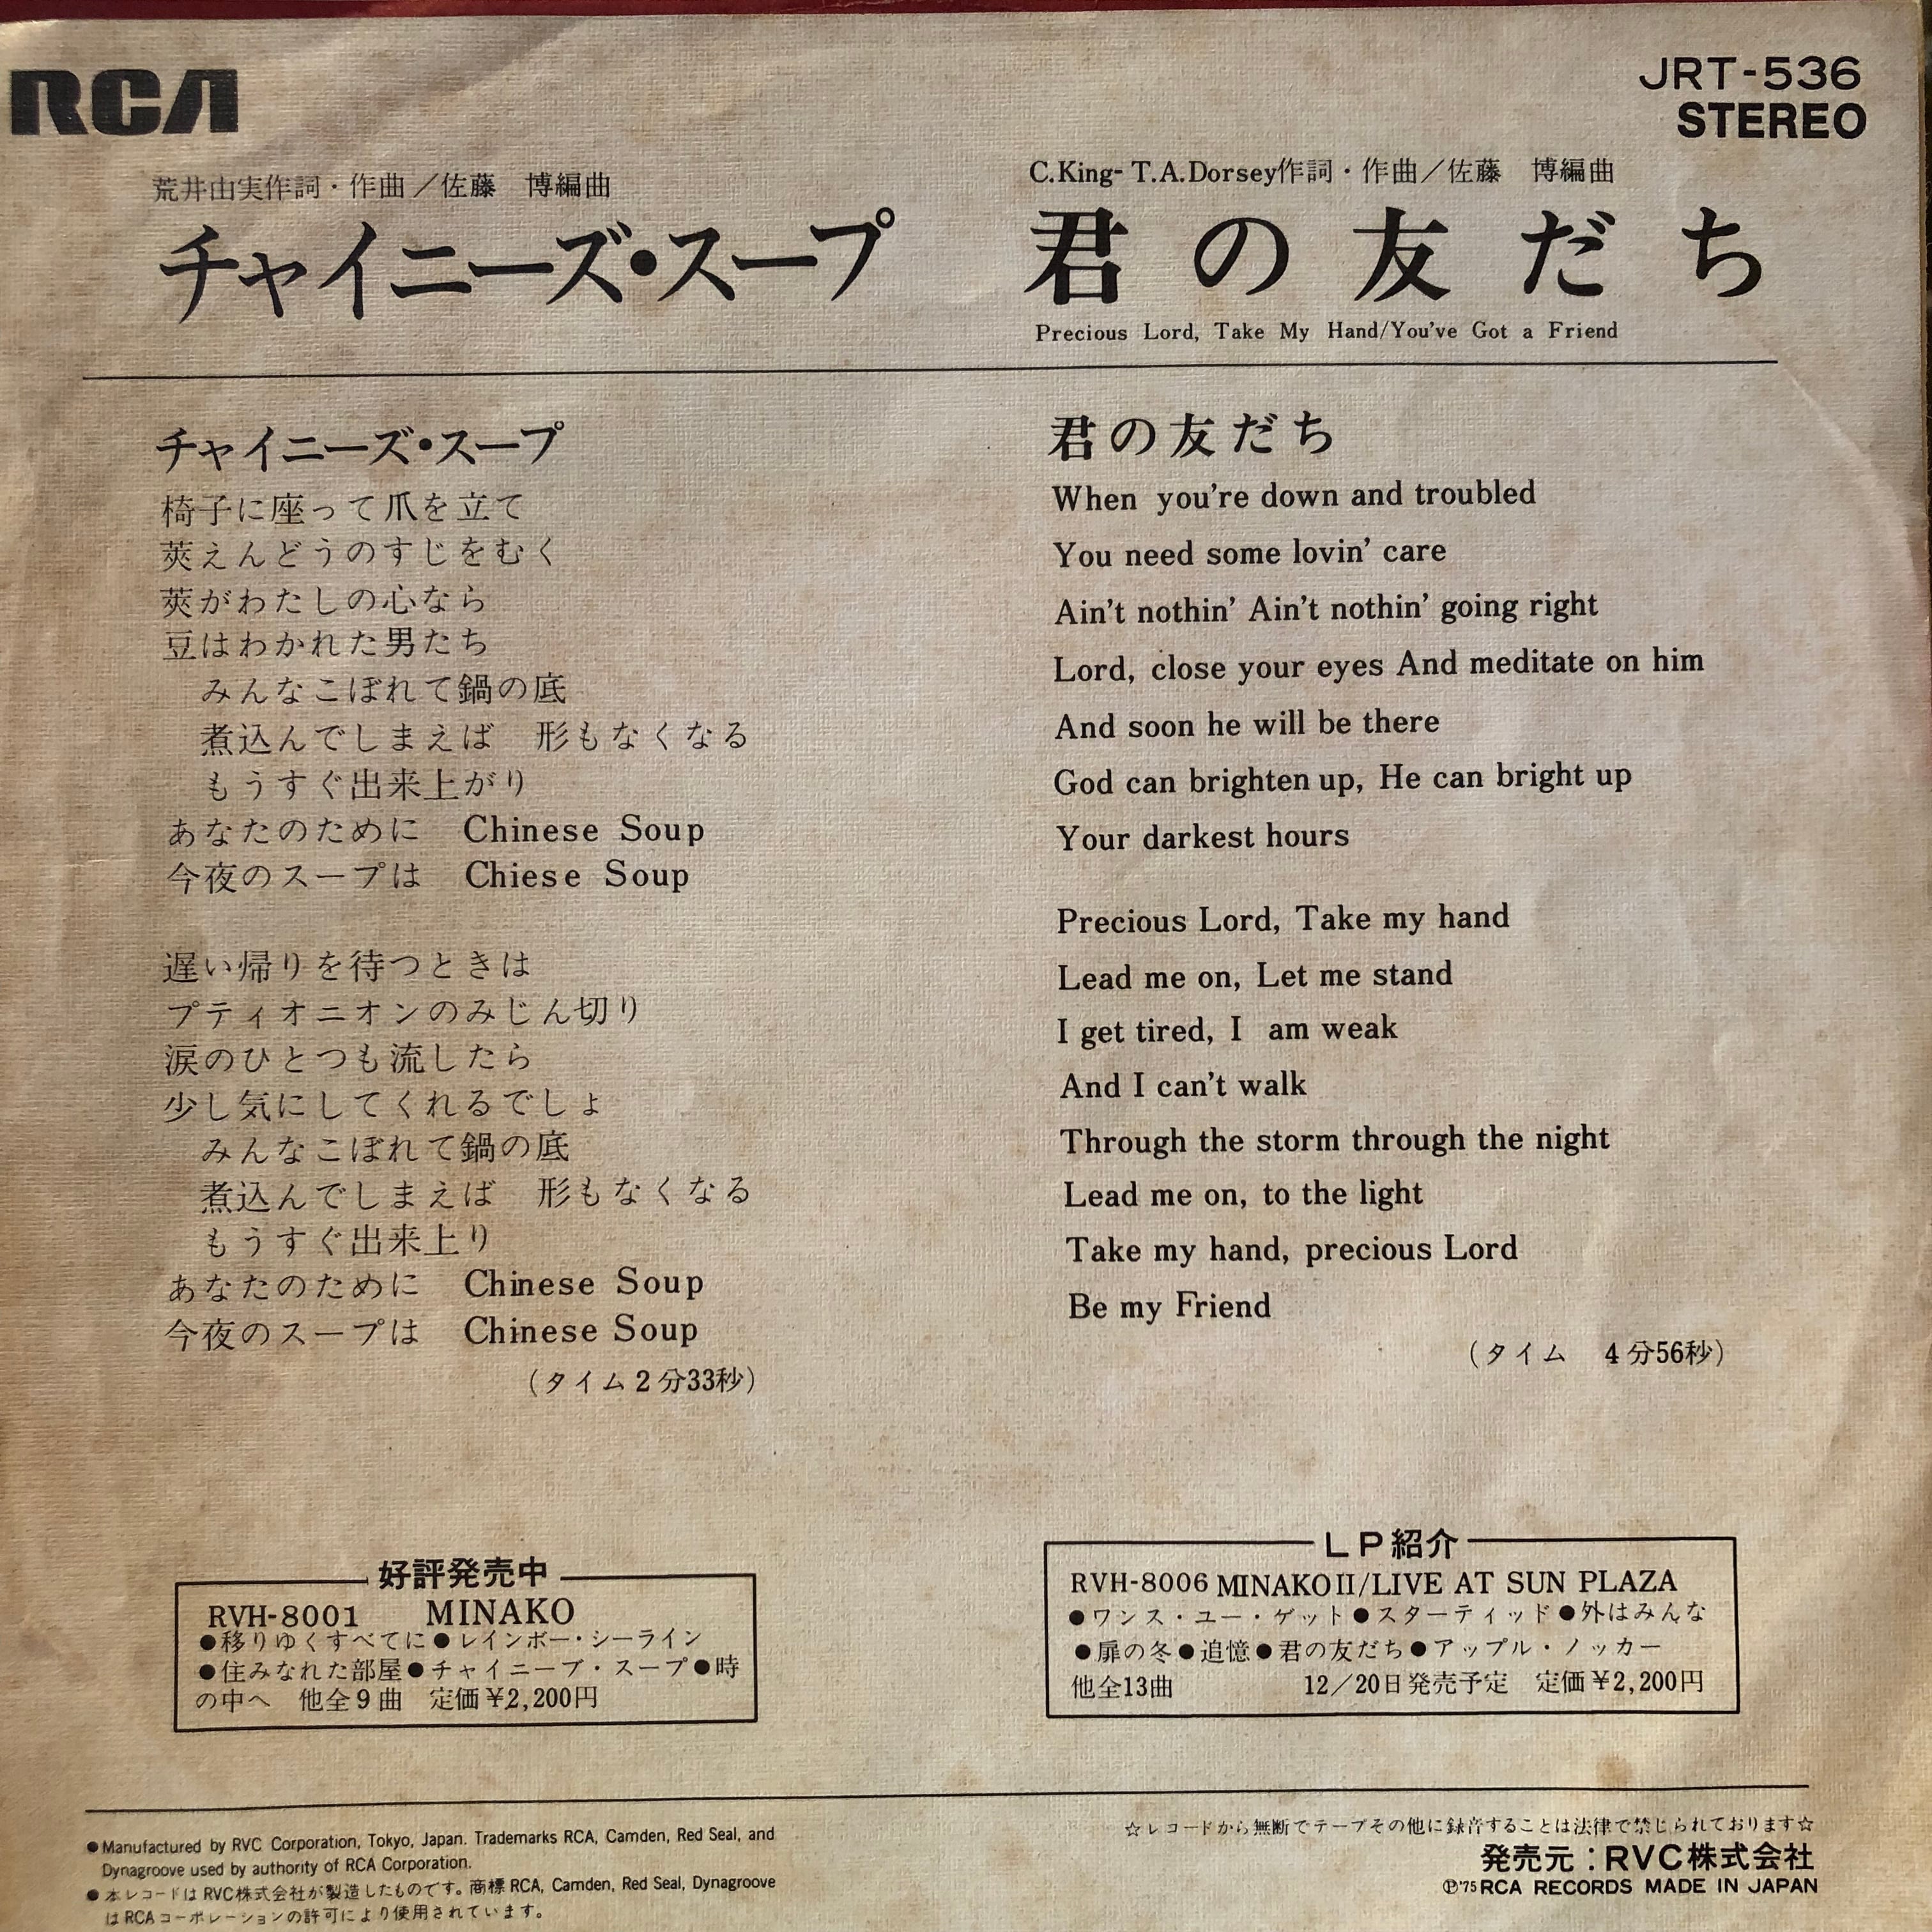 RCA
JRT-536
STEREO
荒井由実作詞・作曲／佐藤　博編曲
チャイニーズ・スープ
C.King- T.A.Dorsey作詞・作曲／佐藤　博編曲
君の友だち
Precious Lord, Take My Hand/You've Got a Friend
チャイニーズ・スープ
椅子に座って爪を立て
莢えんどうのすじをむく
莢がわたしの心なら
豆はわかれた男たち
みんなこぼれて鍋の底
煮込んでしまえば　形もなくなる
もうすぐ出来上がり
あなたのために　Chinese Soup
今夜のスープは　Chiese Soup
遅い帰りを待つときは
プティオニオンのみじん切り
涙のひとつも流したら
少し気にしてくれるでしょ
みんなこぼれて鍋の底
煮込んでしまえば　形もなくなる
もうすぐ出来上り
あなたのために　Chinese Soup
今夜のスープは　Chinese Soup
（タイム2分33秒）
君の友だち
When you're down and troubled
You need some lovin' care
Ain't nothin' Ain't nothin' going right
Lord, close your eyes And meditate on him
And soon he will be there
God can brighten up, He can bright up
Your darkest hours
Precious Lord, Take my hand
Lead me on, Let me stand
I get tired, I am weak
And I can't walk
Through the storm through the night
Lead me on, to the light
Take my hand, precious Lord
Be my Friend
（タイム　4分56秒）
好評発売中
RVH-8001　MINAKO
●移りゆくすべてに●レインボー・シーライン
●住みなれた部屋●チャイニーブ・スープ●時
の中へ　他全9曲　定価¥2,200円
LP紹介
RVH-8006 MINAKOII/LIVE AT SUN PLAZA
●ワンス・ユー・ゲット●スターティッド●外はみんな
●扉の冬●追憶●君の友だち●アップル・ノッカー
他全13曲　12／20日発売予定　定価¥2,200円
●Manufactured by RVC Corporation, Tokyo, Japan. Trademarks RCA, Camden, Red Seal, and
Dynagroove used by authority of RCA Corporation.
●本レコードはRVC株式会社が製造したものです。商標RCA, Camden, Red Seal, Dynagroove
はRCAコーポレーションの許可により使用されています。
☆レコードから無断でテープその他に録音することは法律で禁じられております☆
発売元：RVC株式会社
Ⓟ'75RCA RECORDS MADE IN JAPAN